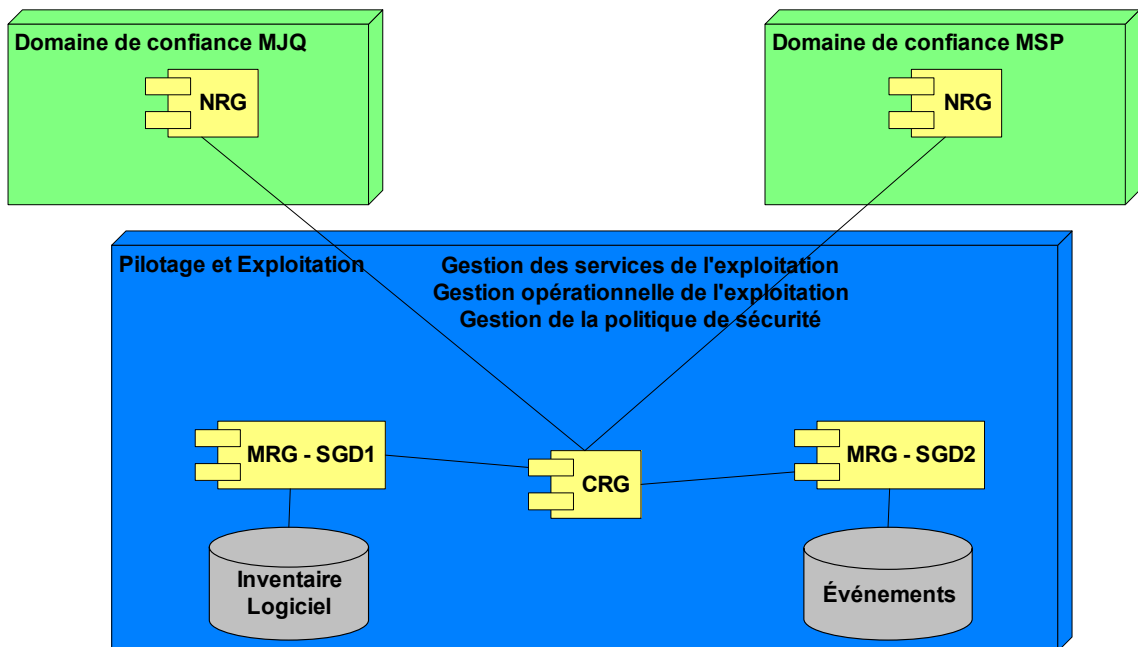 Domaine de confiance MJQ
Domaine de confiance MSP
NRG
NRG
Pilotage et Exploitation
Gestion des services de l'exploitation
Gestion opérationnelle de l'exploitation
Gestion de la politique de sécurité
MRG - SGD1
MRG - SGD2
CRG
Inventaire
Logiciel
Événements